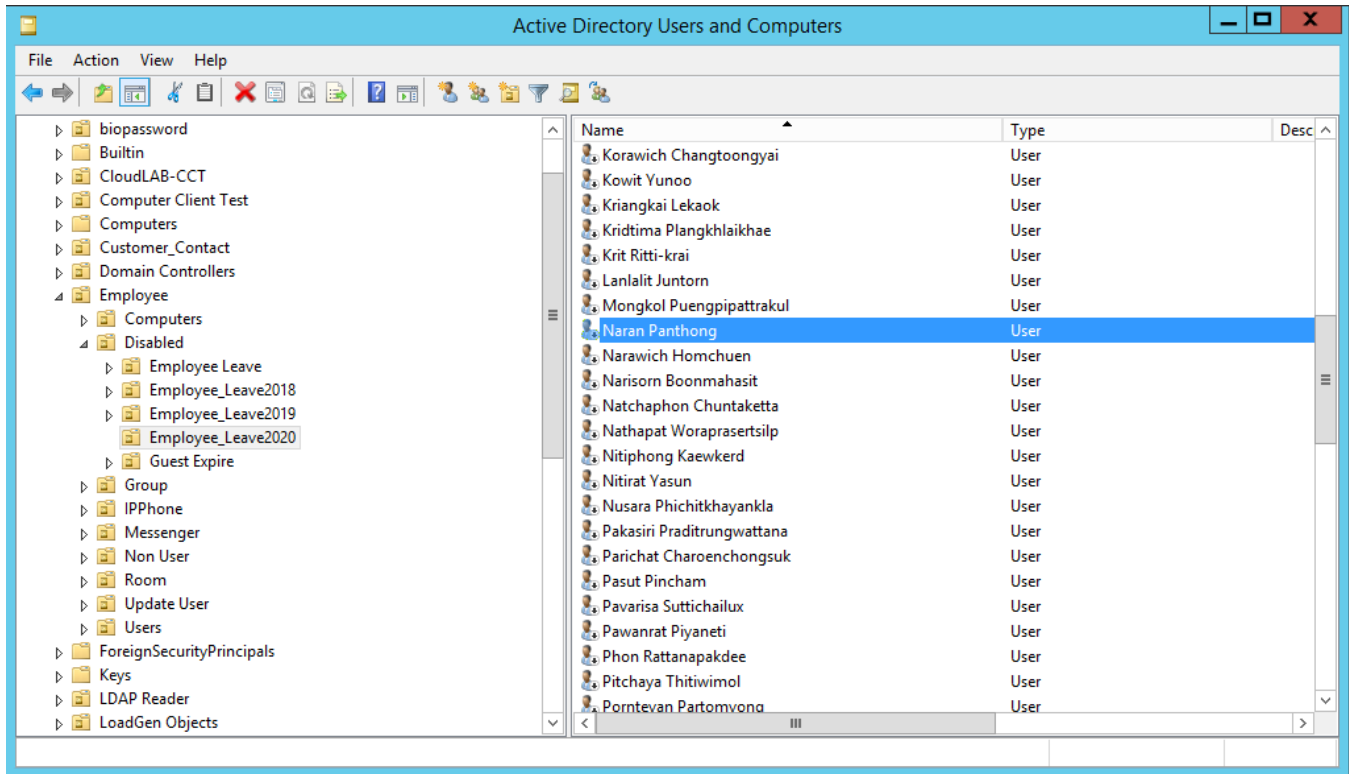 Active Directory Users and Computers
File Action View Help
biopassword
Builtin
CloudLAB-CCT
Computer Client Test
Computers
Customer_Contact
Domain Controllers
Employee
Computers
Disabled
Employee Leave
Employee_Leave2018
Employee_Leave2019
Employee_Leave2020
Guest Expire
Group
IPPhone
Messenger
Non User
Room
Update User
Users
ForeignSecurityPrincipals
Keys
LDAP Reader
LoadGen Objects
Name Type Desc
Korawich Changtoongyai User
Kowit Yunoo User
Kriangkai Lekaok User
Kridtima Plangkhlaikhae User
Krit Ritti-krai User
Lanlalit Juntorn User
Mongkol Puengpipattrakul User
Naran Panthong User
Narawich Homchuen User
Narisorn Boonmahasit User
Natchaphon Chuntaketta User
Nathapat Woraprasertsilp User
Nitiphong Kaewkerd User
Nitirat Yasun User
Nusara Phichitkhayankla User
Pakasiri Praditrungwattana User
Parichat Charoenchongsuk User
Pasut Pincham User
Pavarisa Suttichailux User
Pawanrat Piyaneti User
Phon Rattanapakdee User
Pitchaya Thitiwimol User
Porntevan Partomyong User